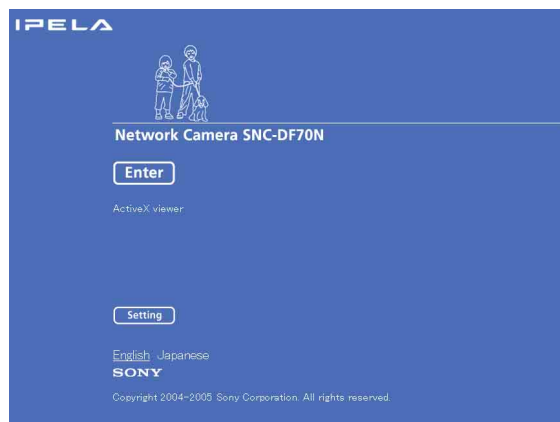 IPELA
Network Camera SNC-DF70N
Enter
ActiveX viewer
Setting
English Japanese
SONY
Copyright 2004-2005 Sony Corporation. All rights reserved.